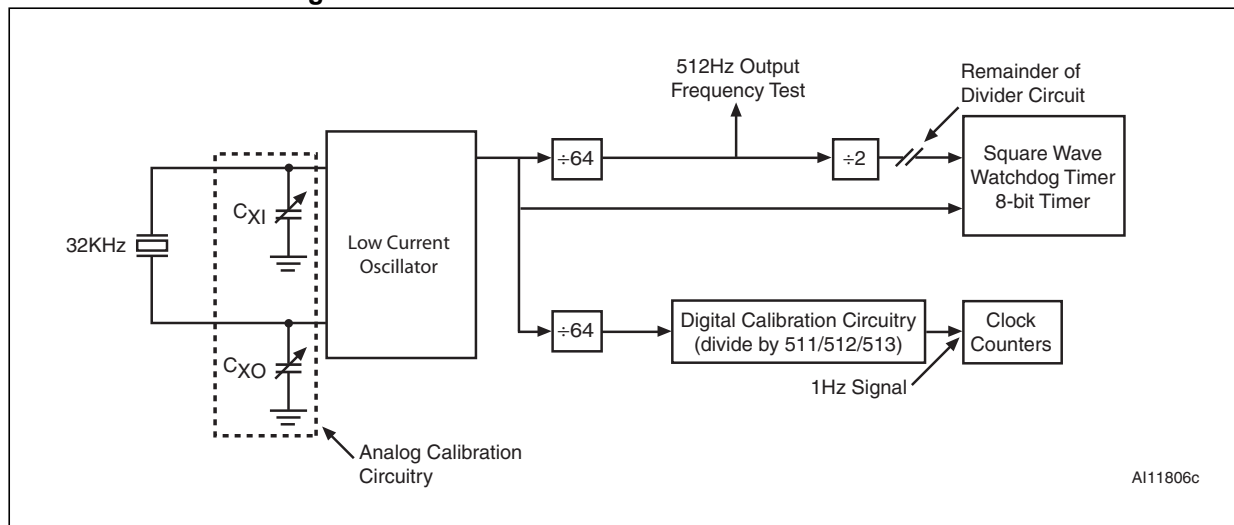 512Hz Output
Frequency Test
Remainder of
Divider Circuit
÷64
÷2
Square Wave
Watchdog Timer
8-bit Timer
CXI
32KHz
Low Current
Oscillator
÷64
Digital Calibration Circuitry
(divide by 511/512/513)
Clock
Counters
CXO
1Hz Signal
Analog Calibration
Circuitry
AI11806c